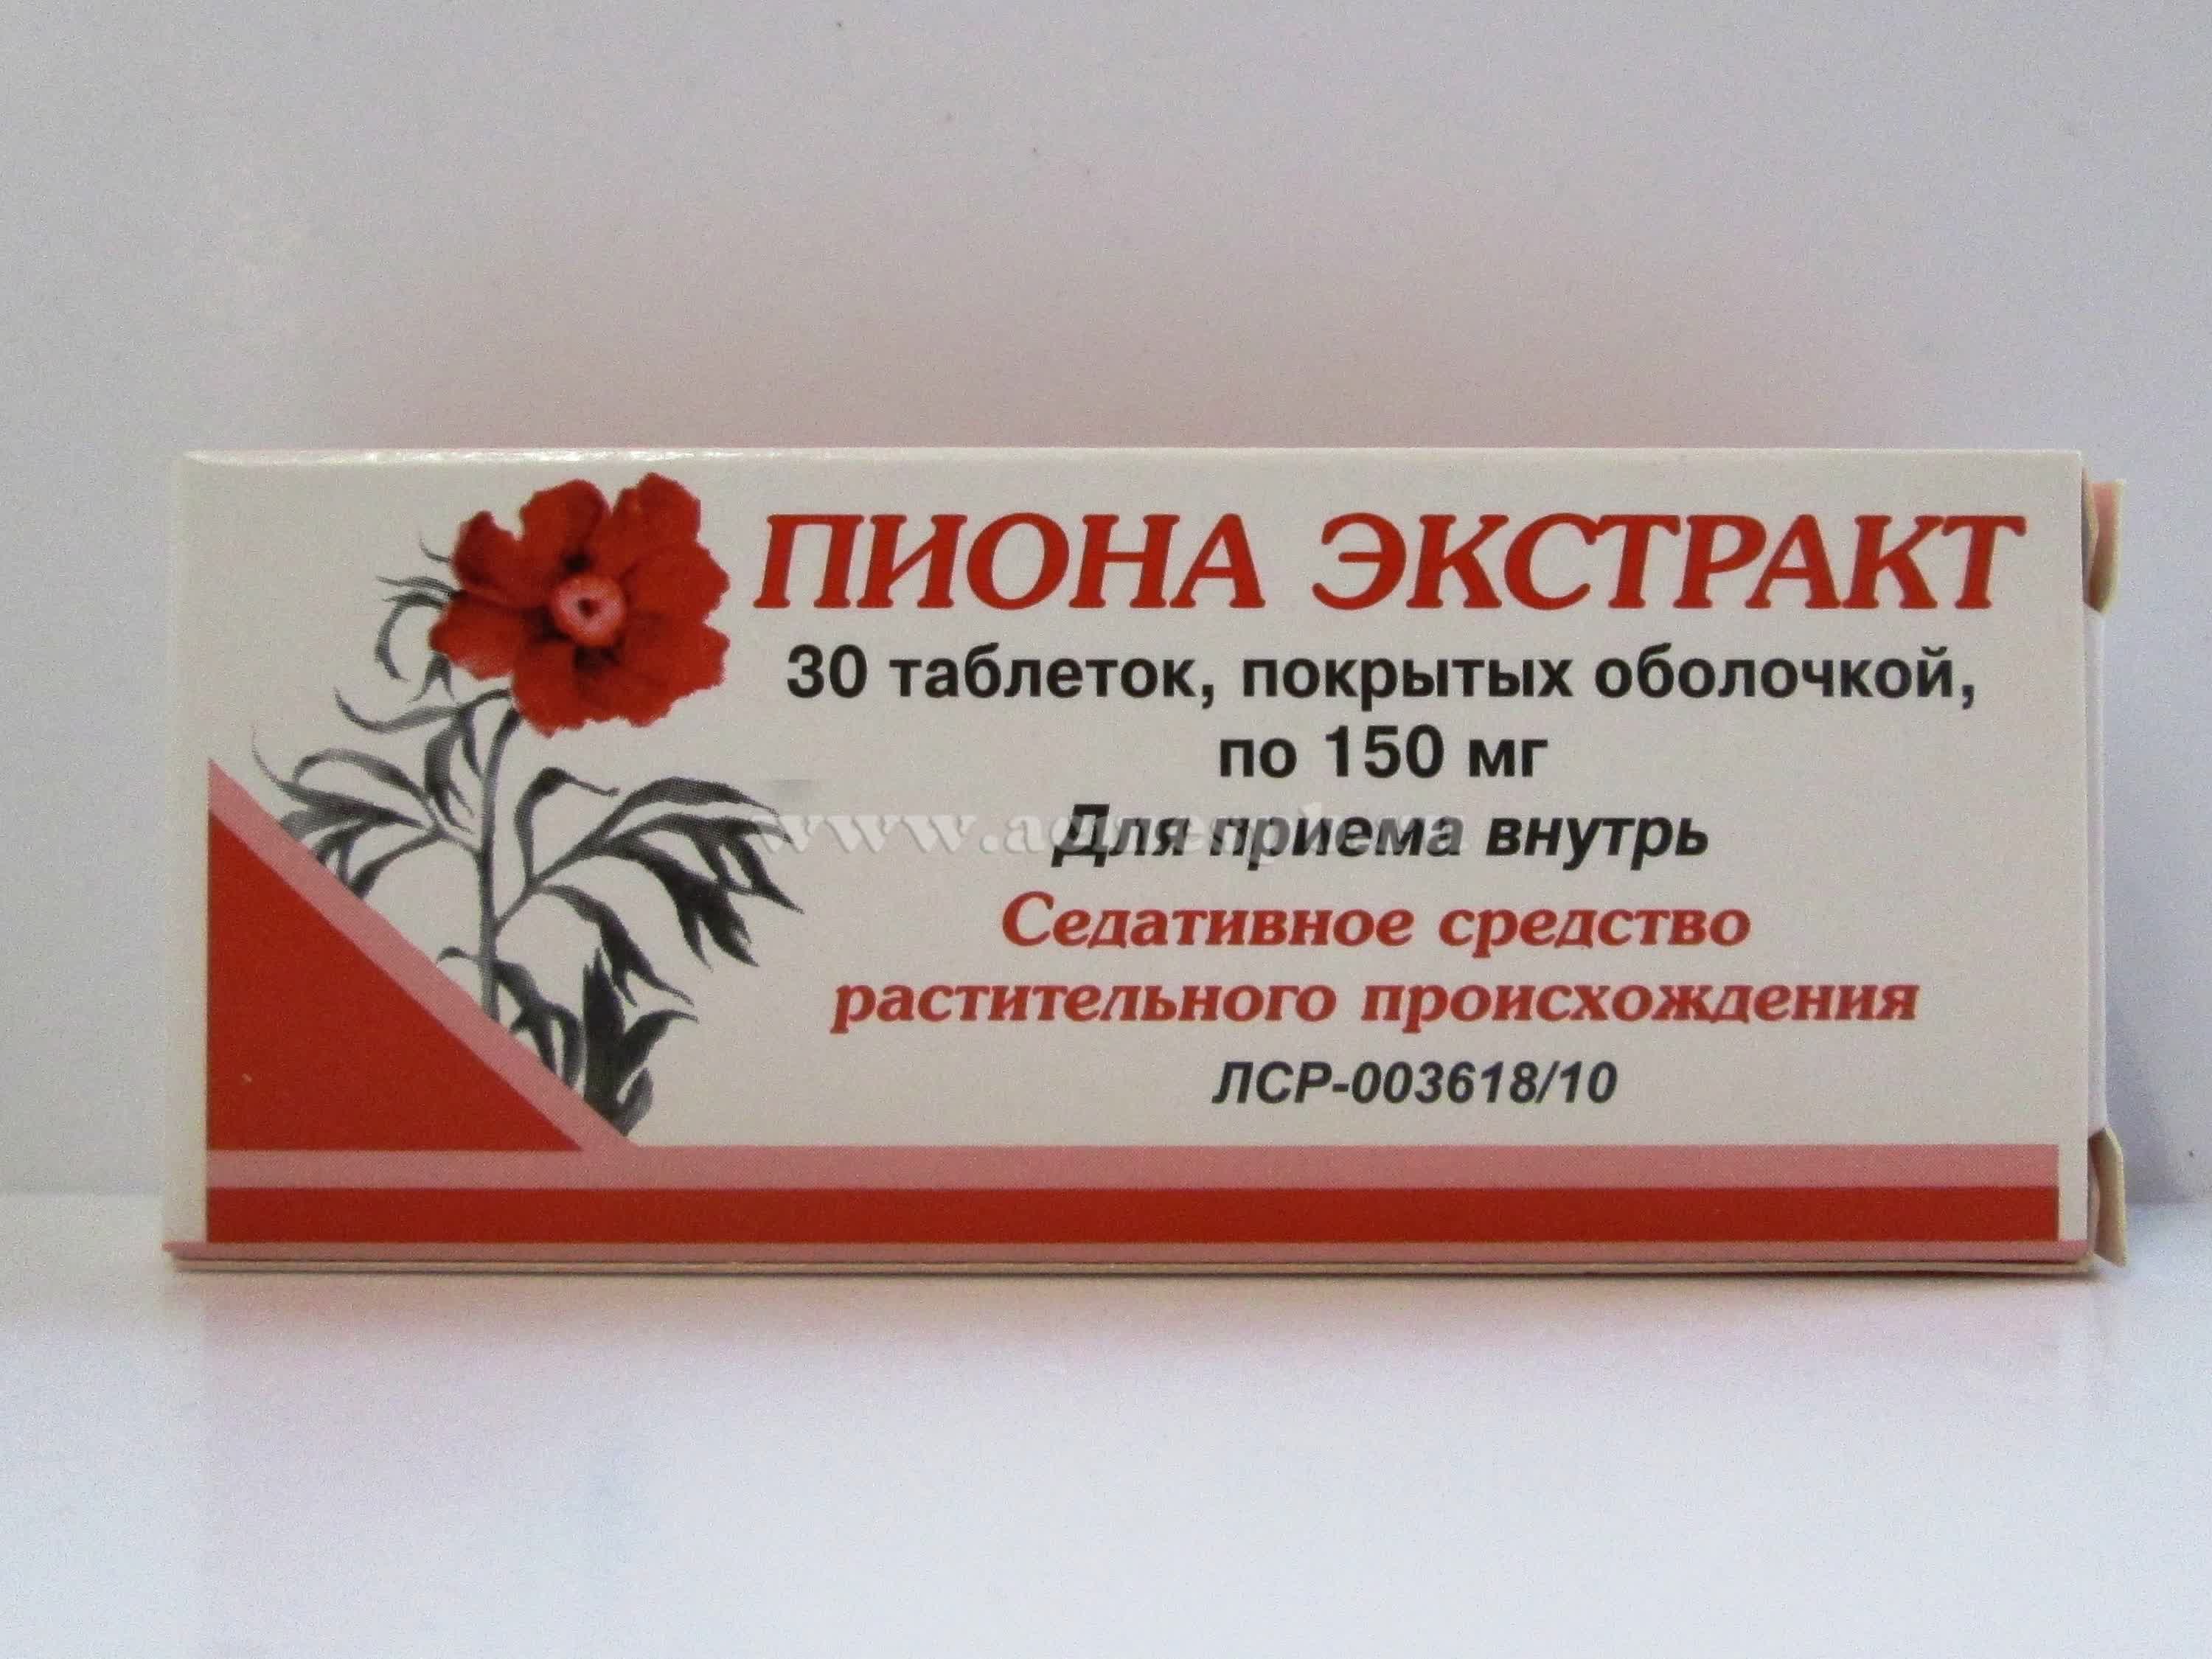 ПИОНА ЭКСТРАКТ
30 таблеток, покрытых оболочкой,
по 150 мг
Для приема внутрь
Седативное средство
растительного происхождения
ЛСР-003618/10